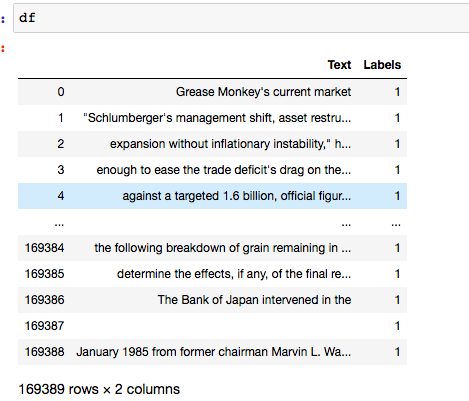 df
Text Labels
0 Grease Monkey's current market 1
1 "Schlumberger's management shift, asset restru... 1
2 expansion without inflationary instability," h... 1
3 enough to ease the trade deficit's drag on the... 1
4 against a targeted 1.6 billion, official figur... 1
... ... ...
169384 the following breakdown of grain remaining in ... 1
169385 determine the effects, if any, of the final re... 1
169386 The Bank of Japan intervened in the 1
169387 1
169388 January 1985 from former chairman Marvin L. Wa... 1
169389 rows × 2 columns